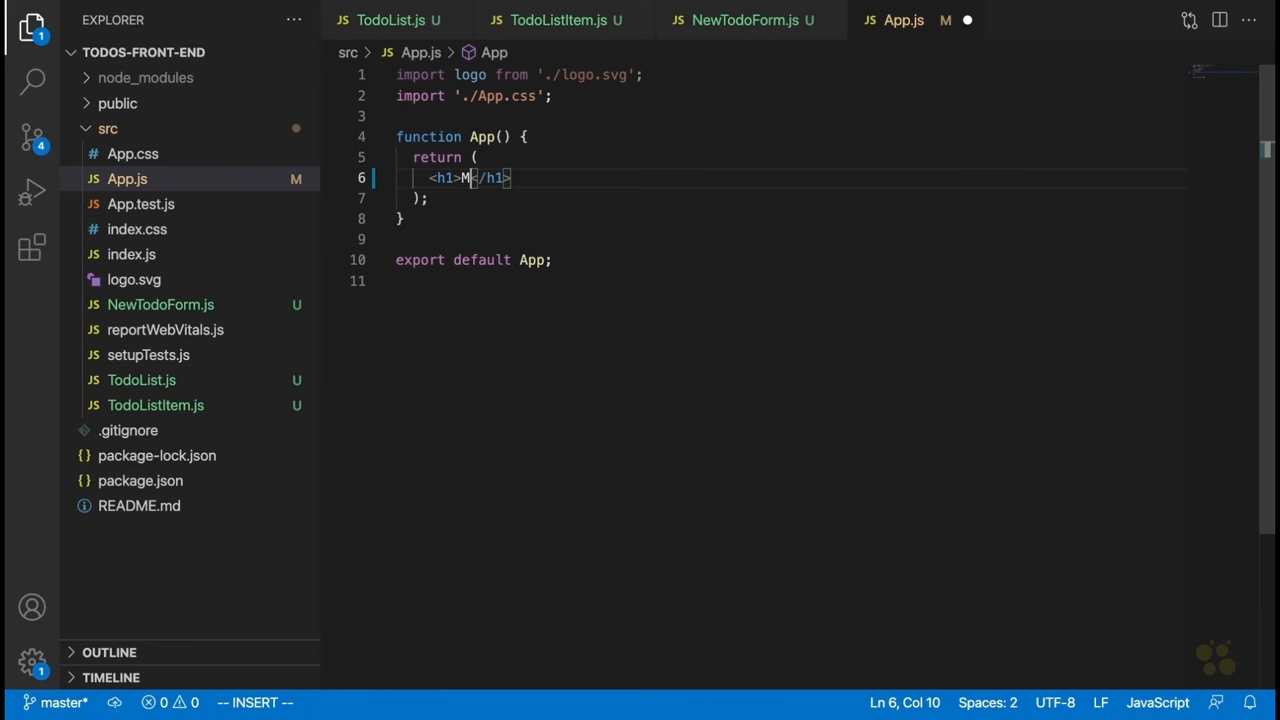 EXPLORER
TodoList.js U
TodoListItem.js U
NewTodoForm.js U
App.js M
1
TODOS-FRONT-END
src > App.js > App
node_modules
public
src
App.css
App.js M
App.test.js
index.css
index.js
logo.svg
NewTodoForm.js U
reportWebVitals.js
setupTests.js
TodoList.js U
TodoListItem.js U
.gitignore
package-lock.json
package.json
README.md
4
1 import logo from './logo.svg';
2 import './App.css';
3
4 function App() {
5 return (
6 <h1>M</h1>
7 );
8 }
9
10 export default App;
11
OUTLINE
TIMELINE
1
master* 0 0 -- INSERT -- Ln 6, Col 10 Spaces: 2 UTF-8 LF JavaScript